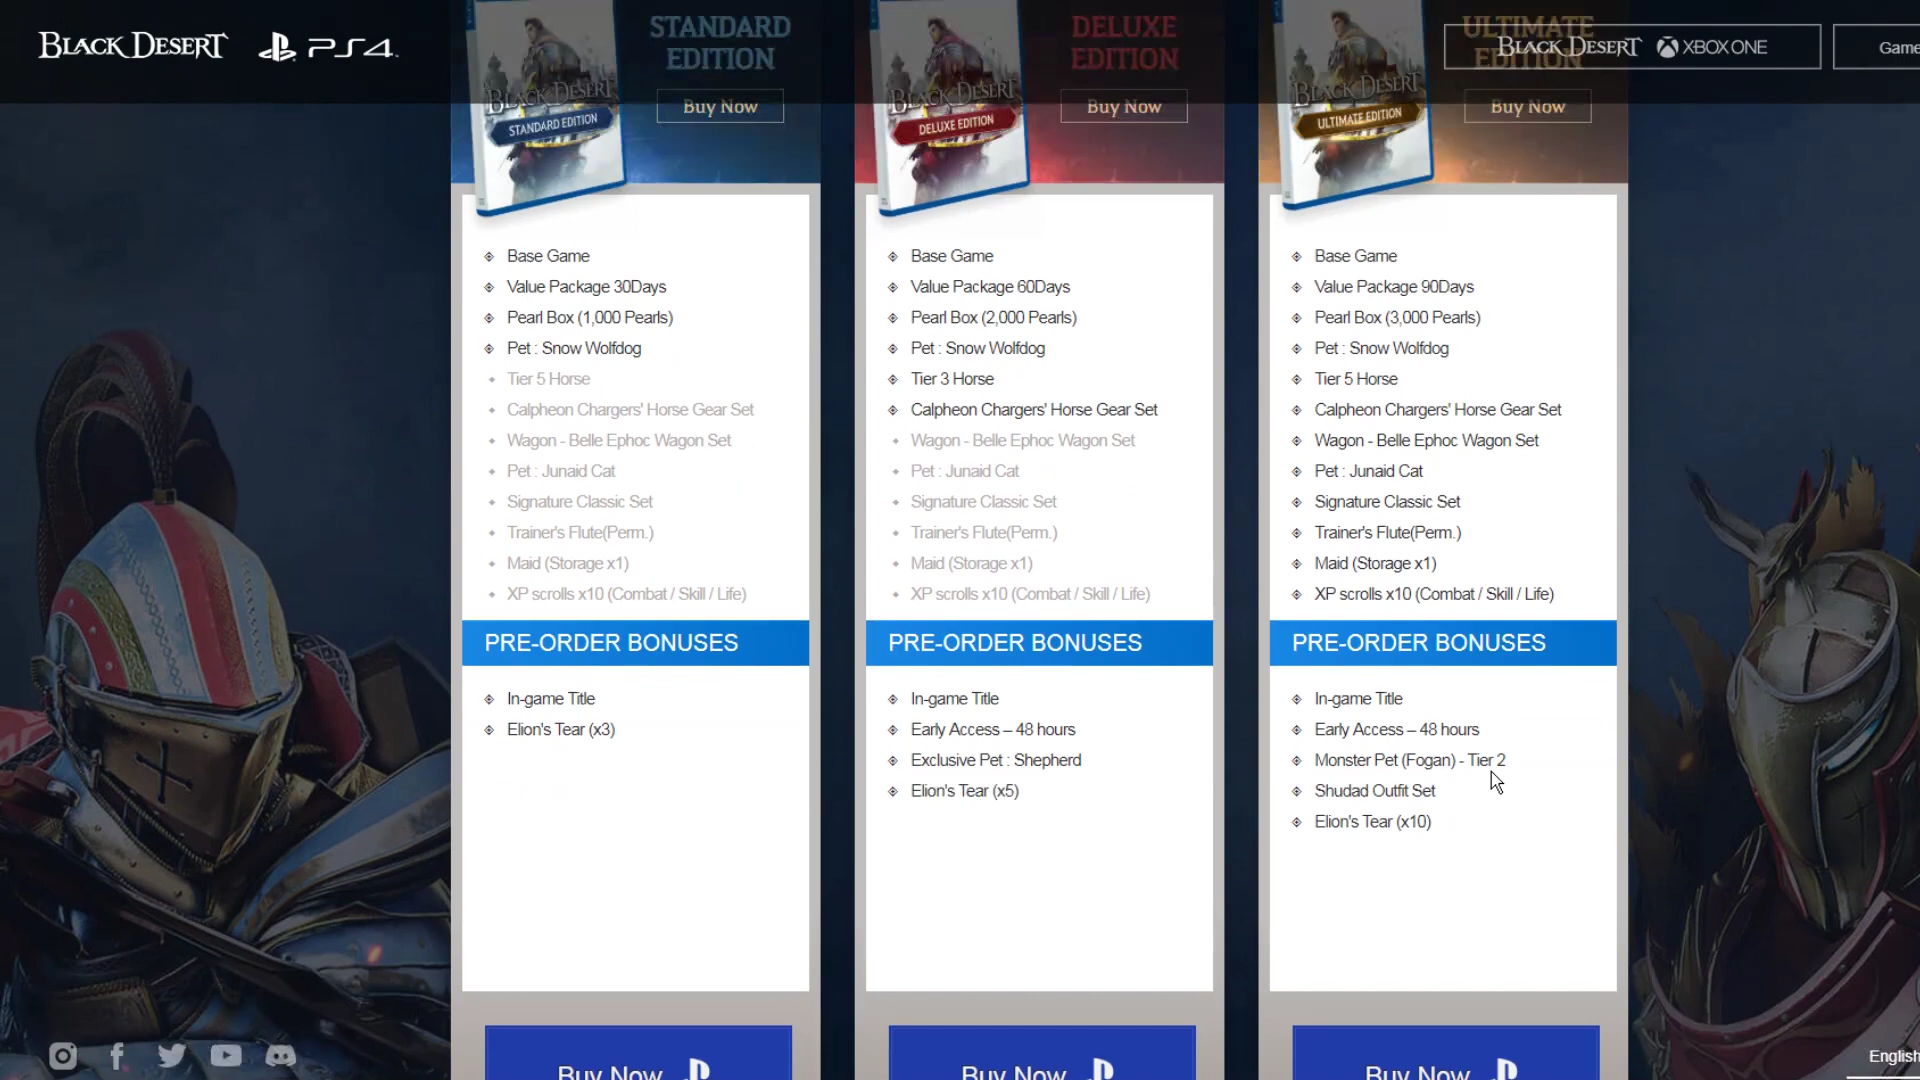 BLACK DESERT PS4
BLACK DESERT XBOX ONE
Game
STANDARD
EDITION
Buy Now
BLACK DESERT
STANDARD EDITION
Base Game
Value Package 30Days
Pearl Box (1,000 Pearls)
Pet : Snow Wolfdog
Tier 5 Horse
Calpheon Chargers' Horse Gear Set
Wagon - Belle Ephoc Wagon Set
Pet : Junaid Cat
Signature Classic Set
Trainer's Flute(Perm.)
Maid (Storage x1)
XP scrolls x10 (Combat / Skill / Life)
PRE-ORDER BONUSES
In-game Title
Elion's Tear (x3)
Buy Now
DELUXE
EDITION
Buy Now
BLACK DESERT
DELUXE EDITION
Base Game
Value Package 60Days
Pearl Box (2,000 Pearls)
Pet : Snow Wolfdog
Tier 3 Horse
Calpheon Chargers' Horse Gear Set
Wagon - Belle Ephoc Wagon Set
Pet : Junaid Cat
Signature Classic Set
Trainer's Flute(Perm.)
Maid (Storage x1)
XP scrolls x10 (Combat / Skill / Life)
PRE-ORDER BONUSES
In-game Title
Early Access – 48 hours
Exclusive Pet : Shepherd
Elion's Tear (x5)
Buy Now
ULTIMATE
EDITION
Buy Now
BLACK DESERT
ULTIMATE EDITION
Base Game
Value Package 90Days
Pearl Box (3,000 Pearls)
Pet : Snow Wolfdog
Tier 5 Horse
Calpheon Chargers' Horse Gear Set
Wagon - Belle Ephoc Wagon Set
Pet : Junaid Cat
Signature Classic Set
Trainer's Flute(Perm.)
Maid (Storage x1)
XP scrolls x10 (Combat / Skill / Life)
PRE-ORDER BONUSES
In-game Title
Early Access – 48 hours
Monster Pet (Fogan) - Tier 2
Shudad Outfit Set
Elion's Tear (x10)
Buy Now
English